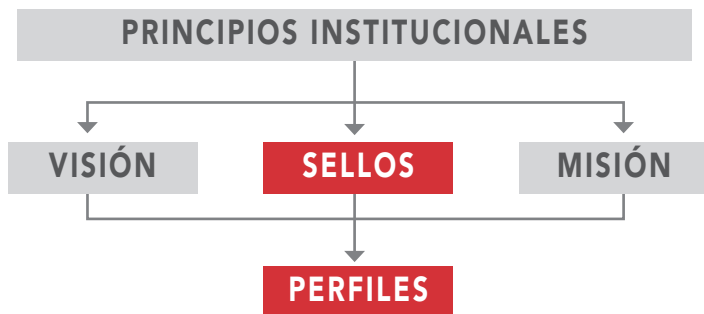 PRINCIPIOS INSTITUCIONALES
VISIÓN
SELLOS
MISIÓN
PERFILES